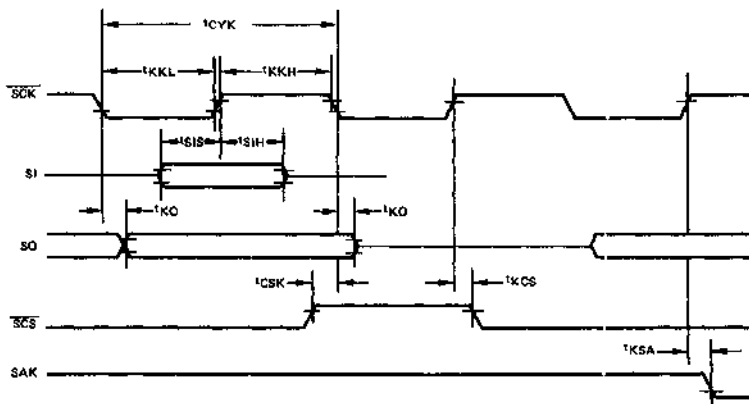 tCYK
tKKL tKKH
SCK
tSIS tSIH
SI
tKO tKO
SO
tCSK tKCS
SCS
tKSA
SAK